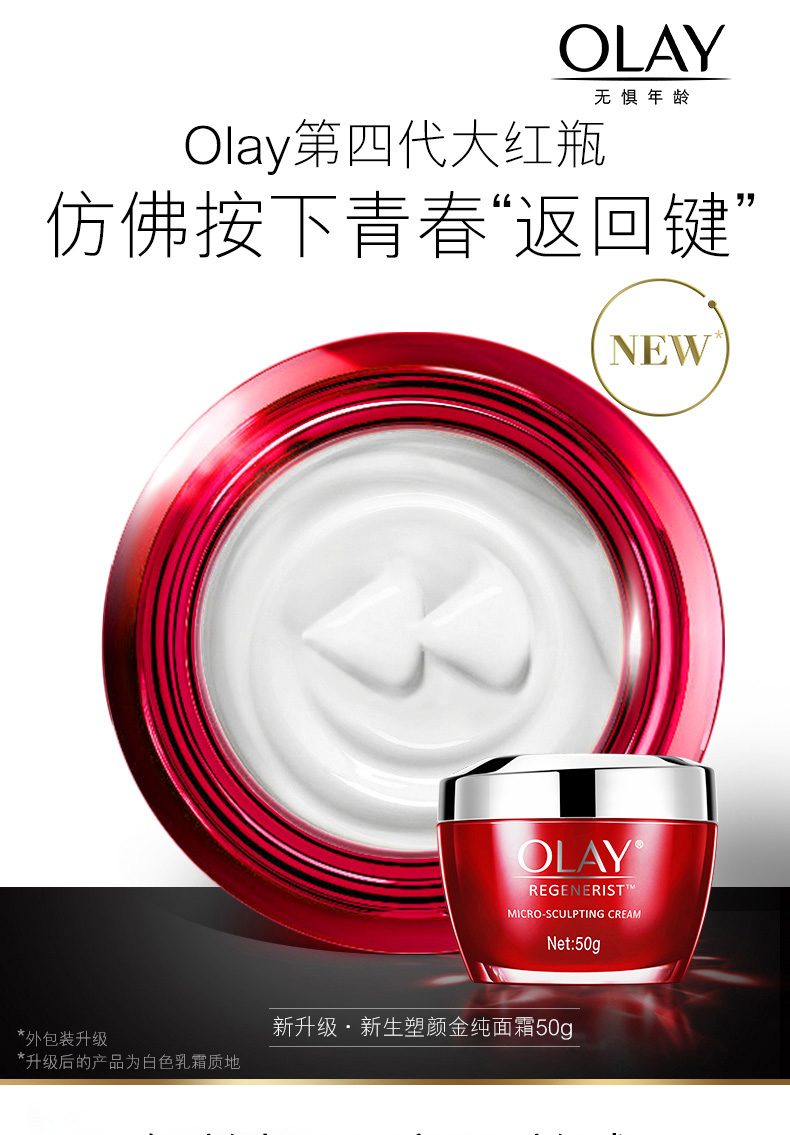 OLAY
无惧年龄
Olay第四代大红瓶
仿佛按下青春“返回键”
NEW*
OLAY®
REGENERIST™
MICRO-SCULPTING CREAM
Net:50g
新升级·新生塑颜金纯面霜50g
*外包装升级
*升级后的产品为白色乳霜质地